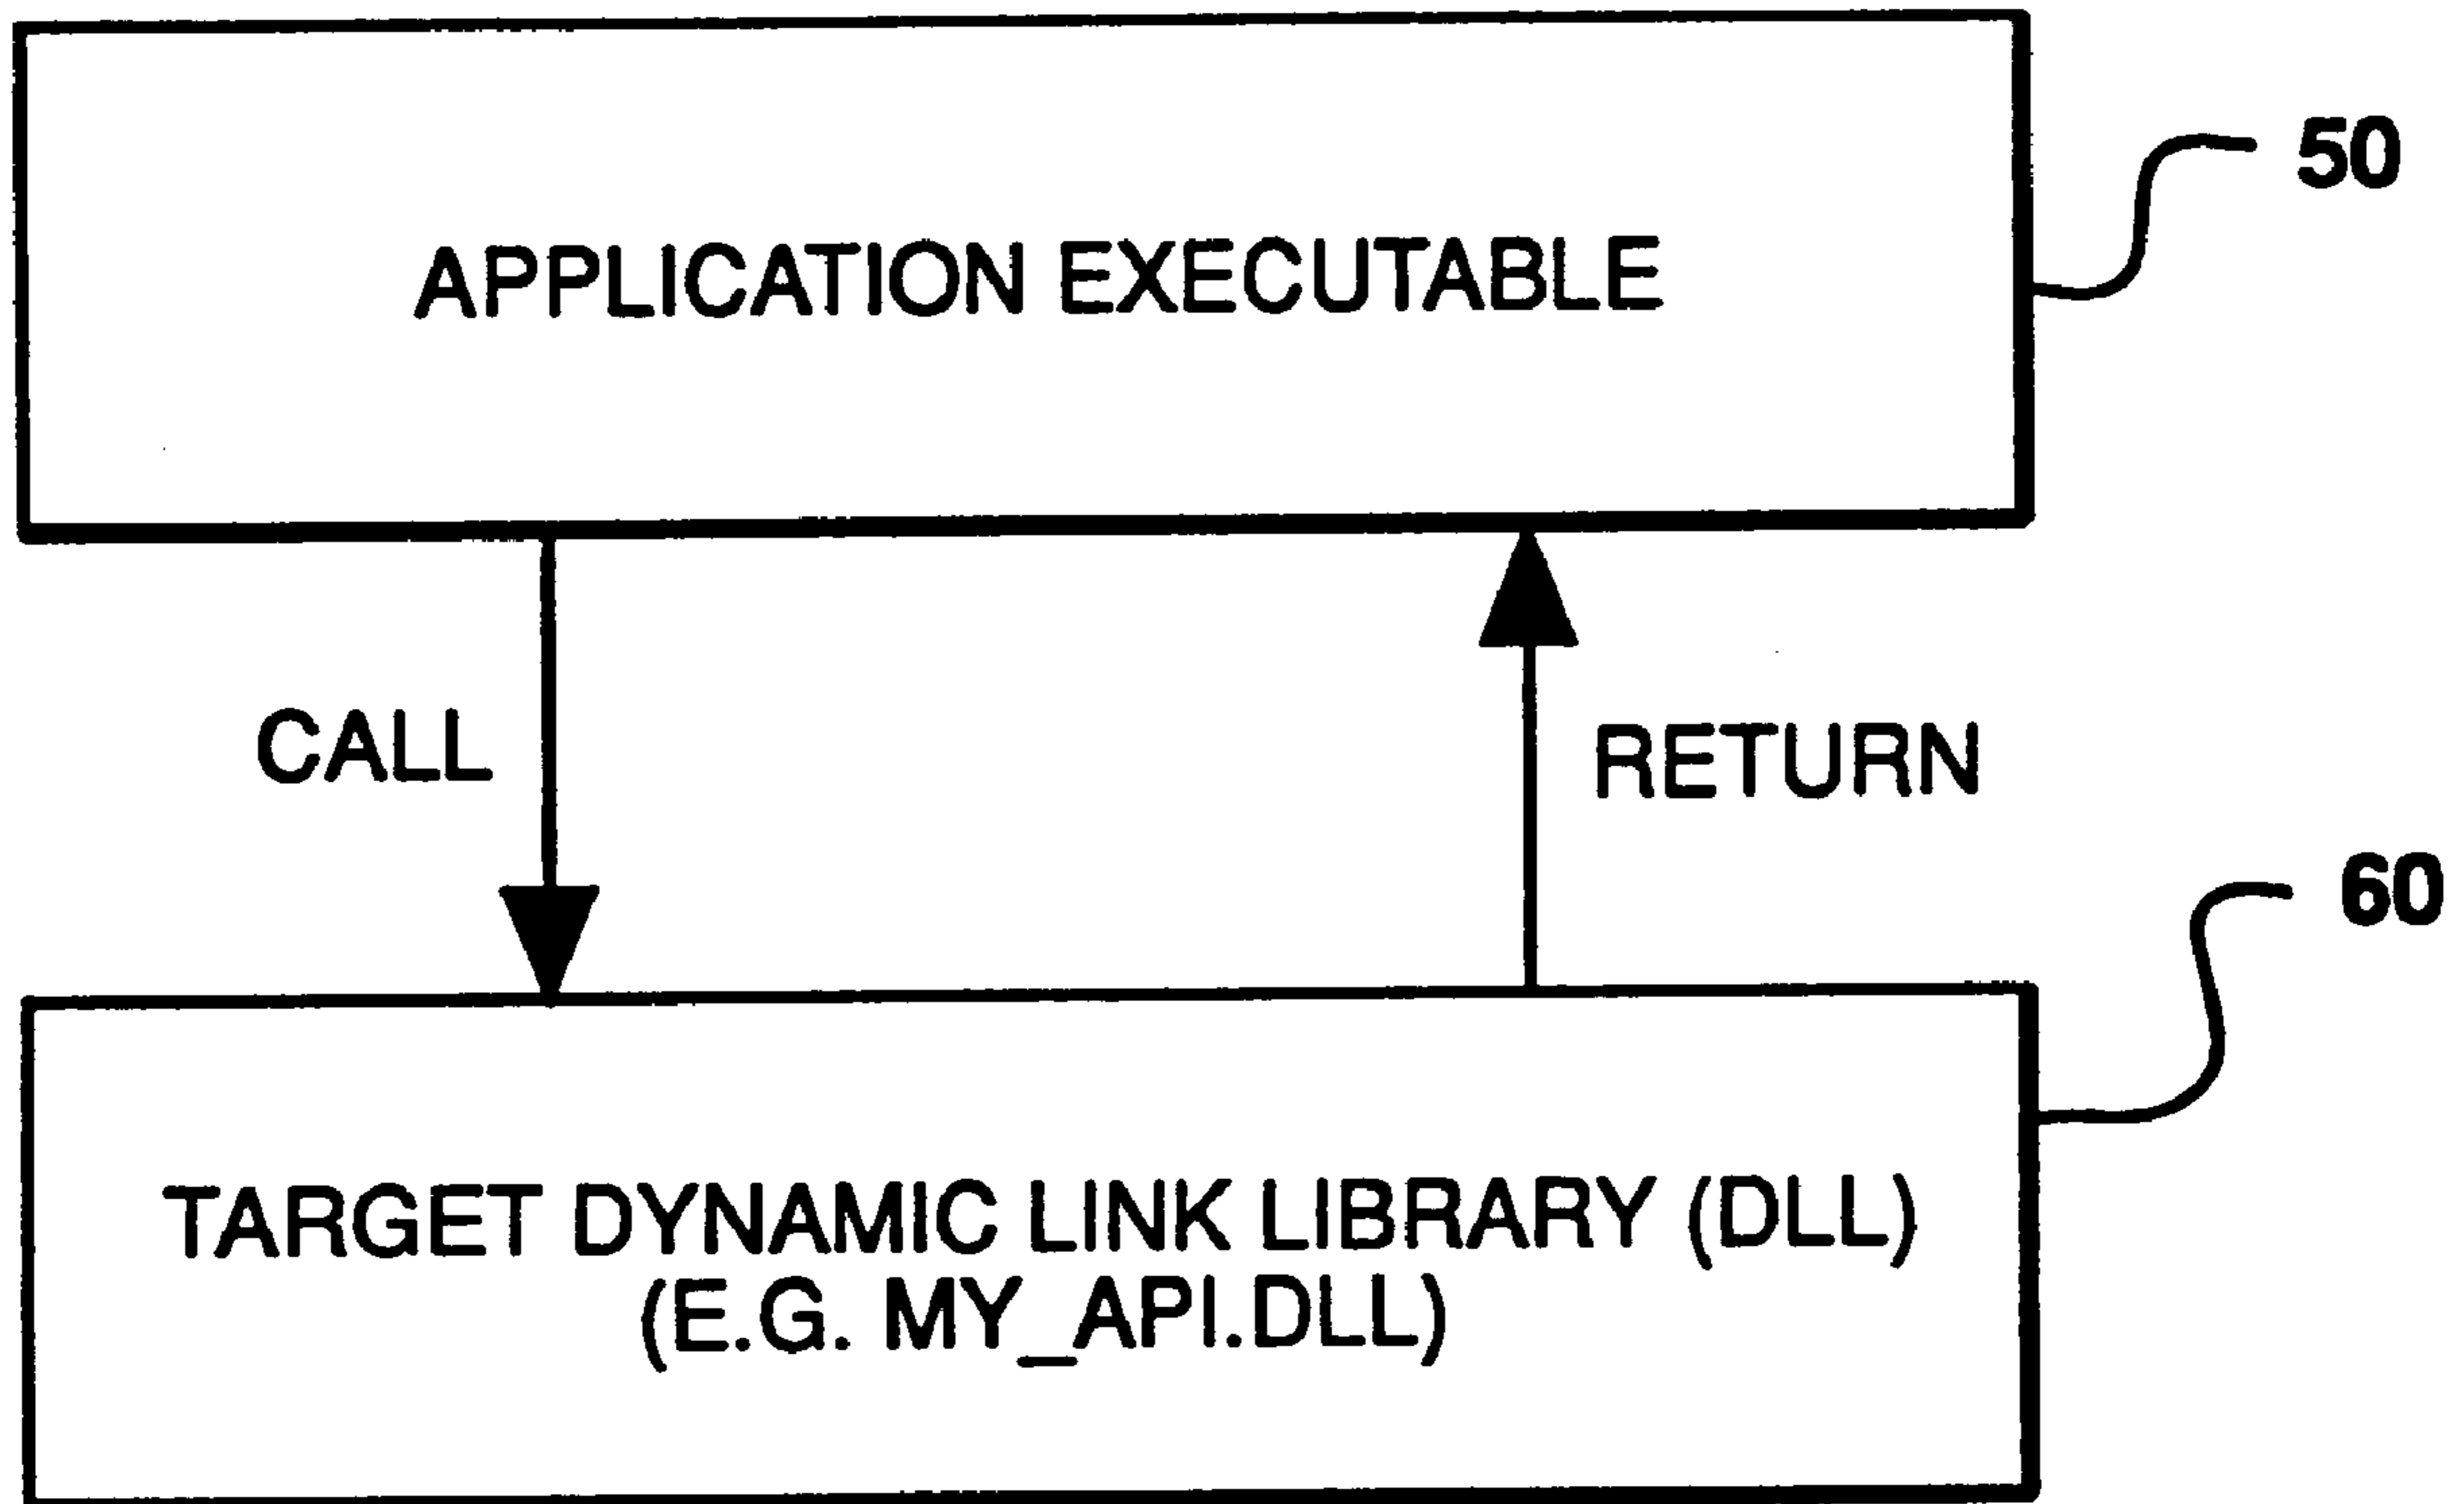 50
APPLICATION EXECUTABLE
CALL
RETURN
60
TARGET DYNAMIC LINK LIBRARY (DLL)
(E.G. MY_API.DLL)